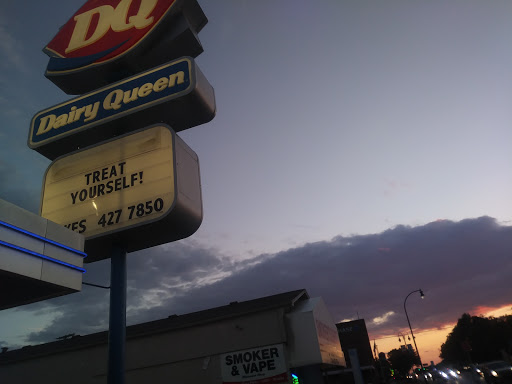 DQ
Dairy Queen
TREAT
YOURSELF!
427 7850
SMOKER
& VAPE